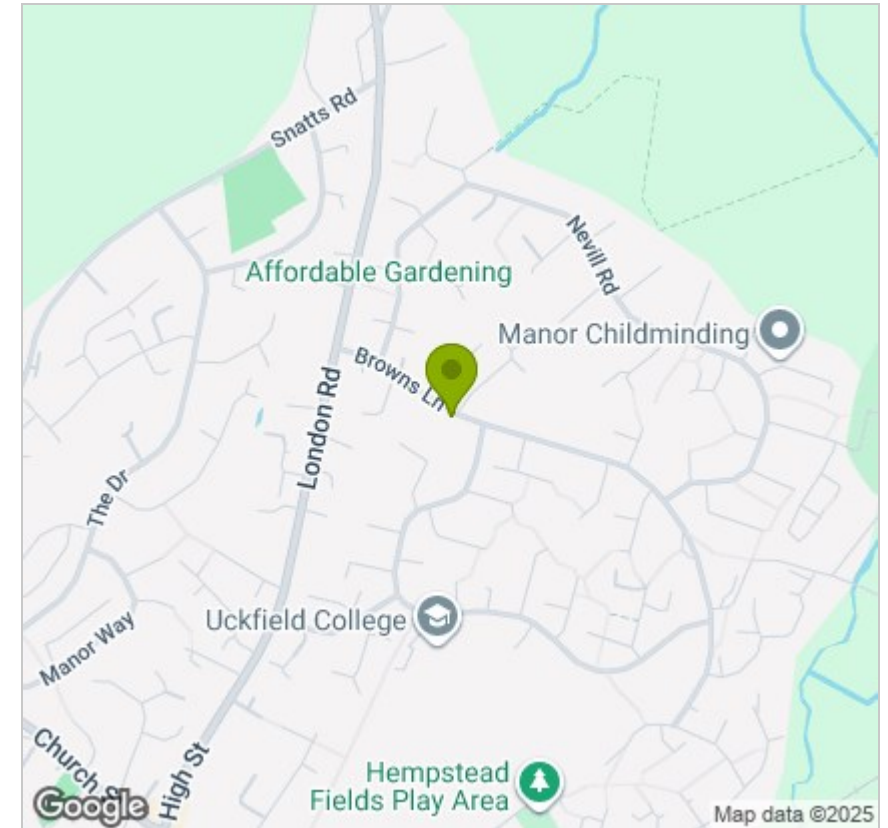 Snatts Rd
Nevill Rd
Affordable Gardening
Manor Childminding
Browns Ln
London Rd
The Dr
Uckfield College
Manor Way
Church
High St
Hempstead
Fields Play Area
Google
Map data ©2025